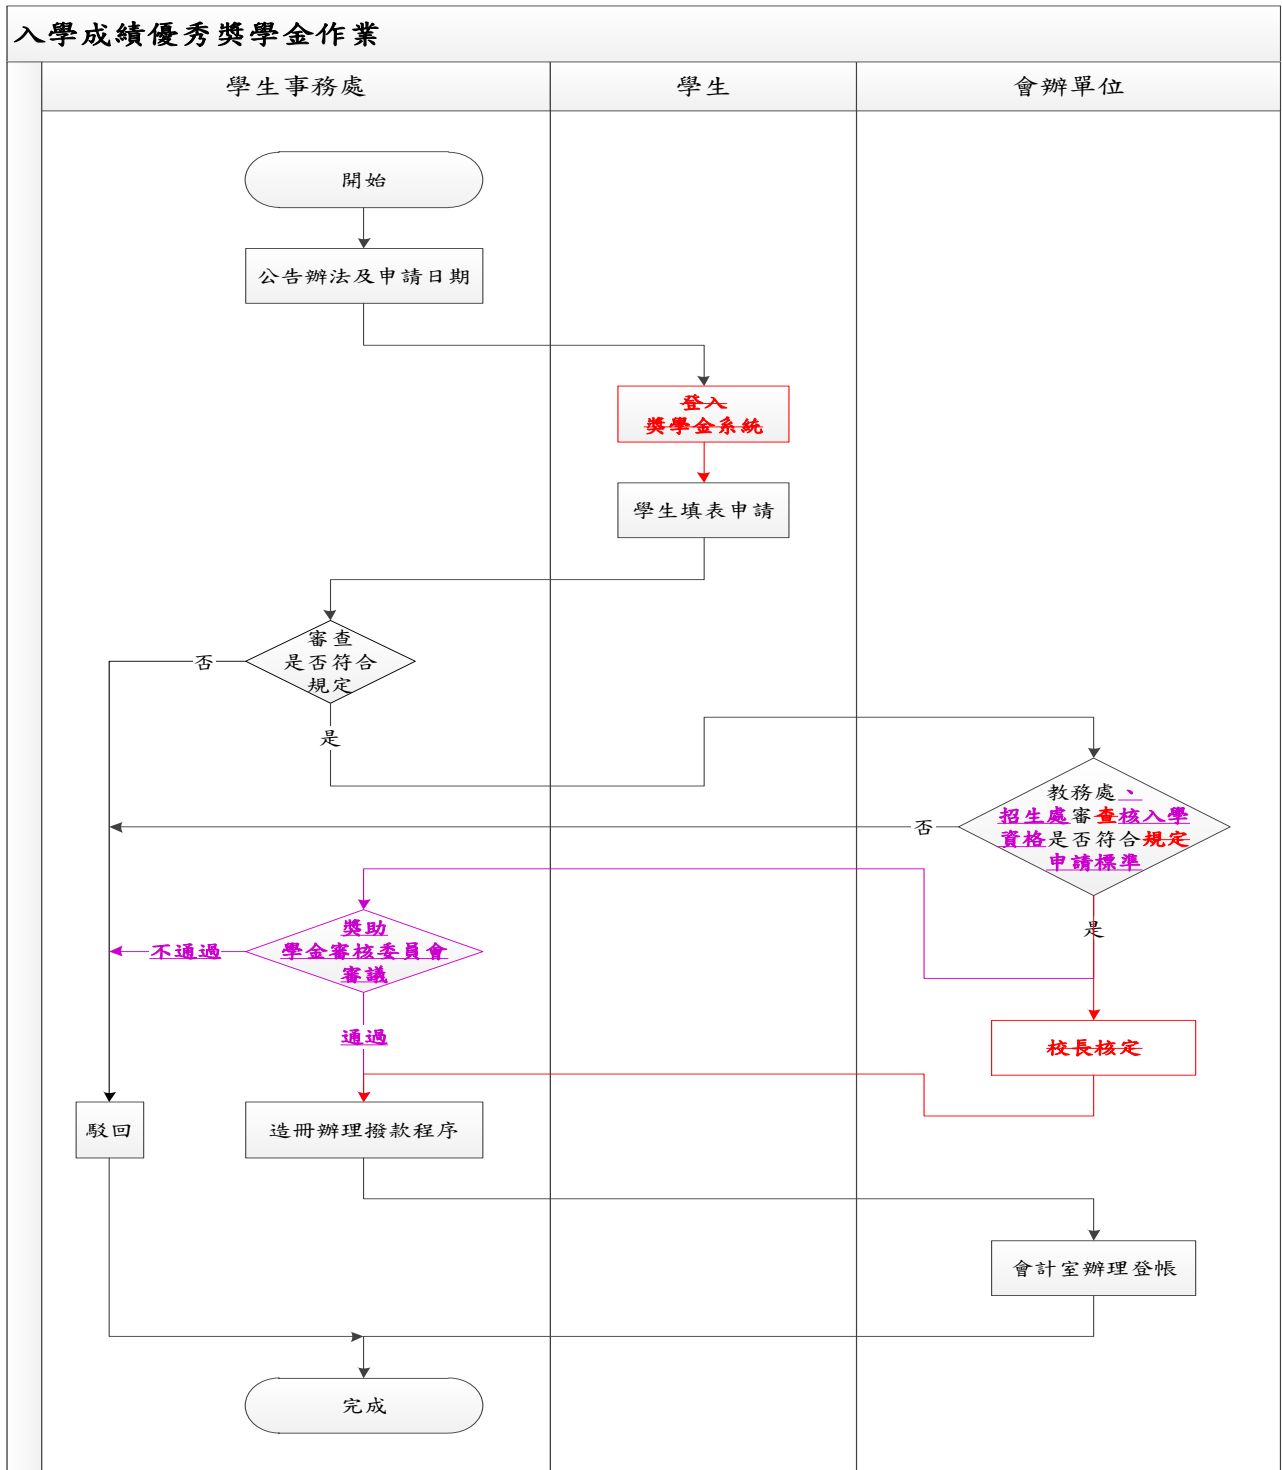 入學成績優秀獎學金作業
學生事務處
學生
會辦單位
開始
公告辦法及申請日期
登入
獎學金系統
學生填表申請
審查
是否符合
規定
否
是
教務處、
招生處審查核入學
資格是否符合規定
申請標準
否
是
獎助
學金審核委員會
審議
不通過
通過
校長核定
駁回
造冊辦理撥款程序
會計室辦理登帳
完成